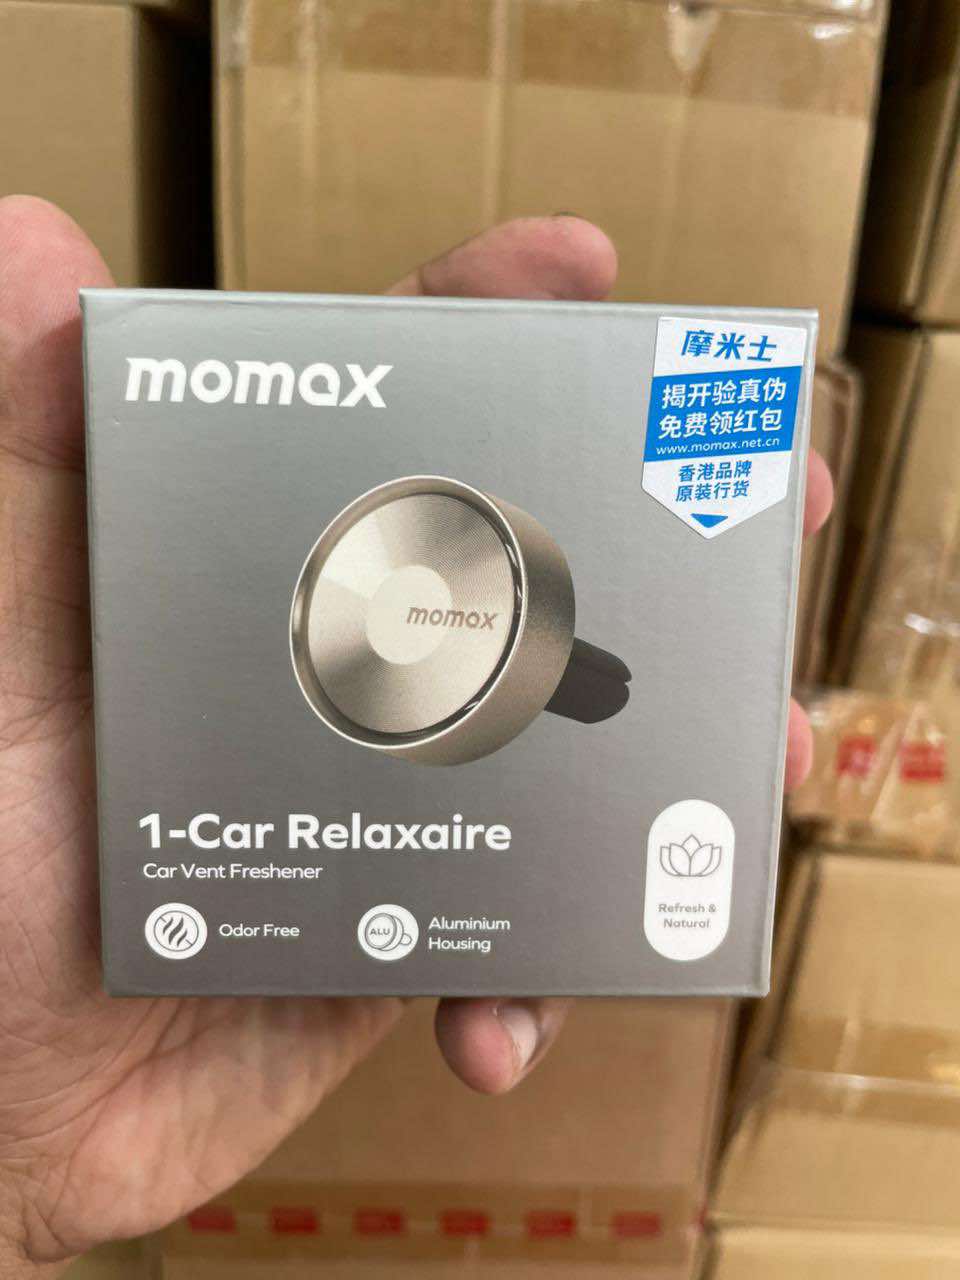 momax
摩米士
揭开验真伪
免费领红包
www.momax.net.cn
香港品牌
原装行货
momax
1-Car Relaxaire
Car Vent Freshener
Odor Free
ALU
Aluminium
Housing
Refresh &
Natural